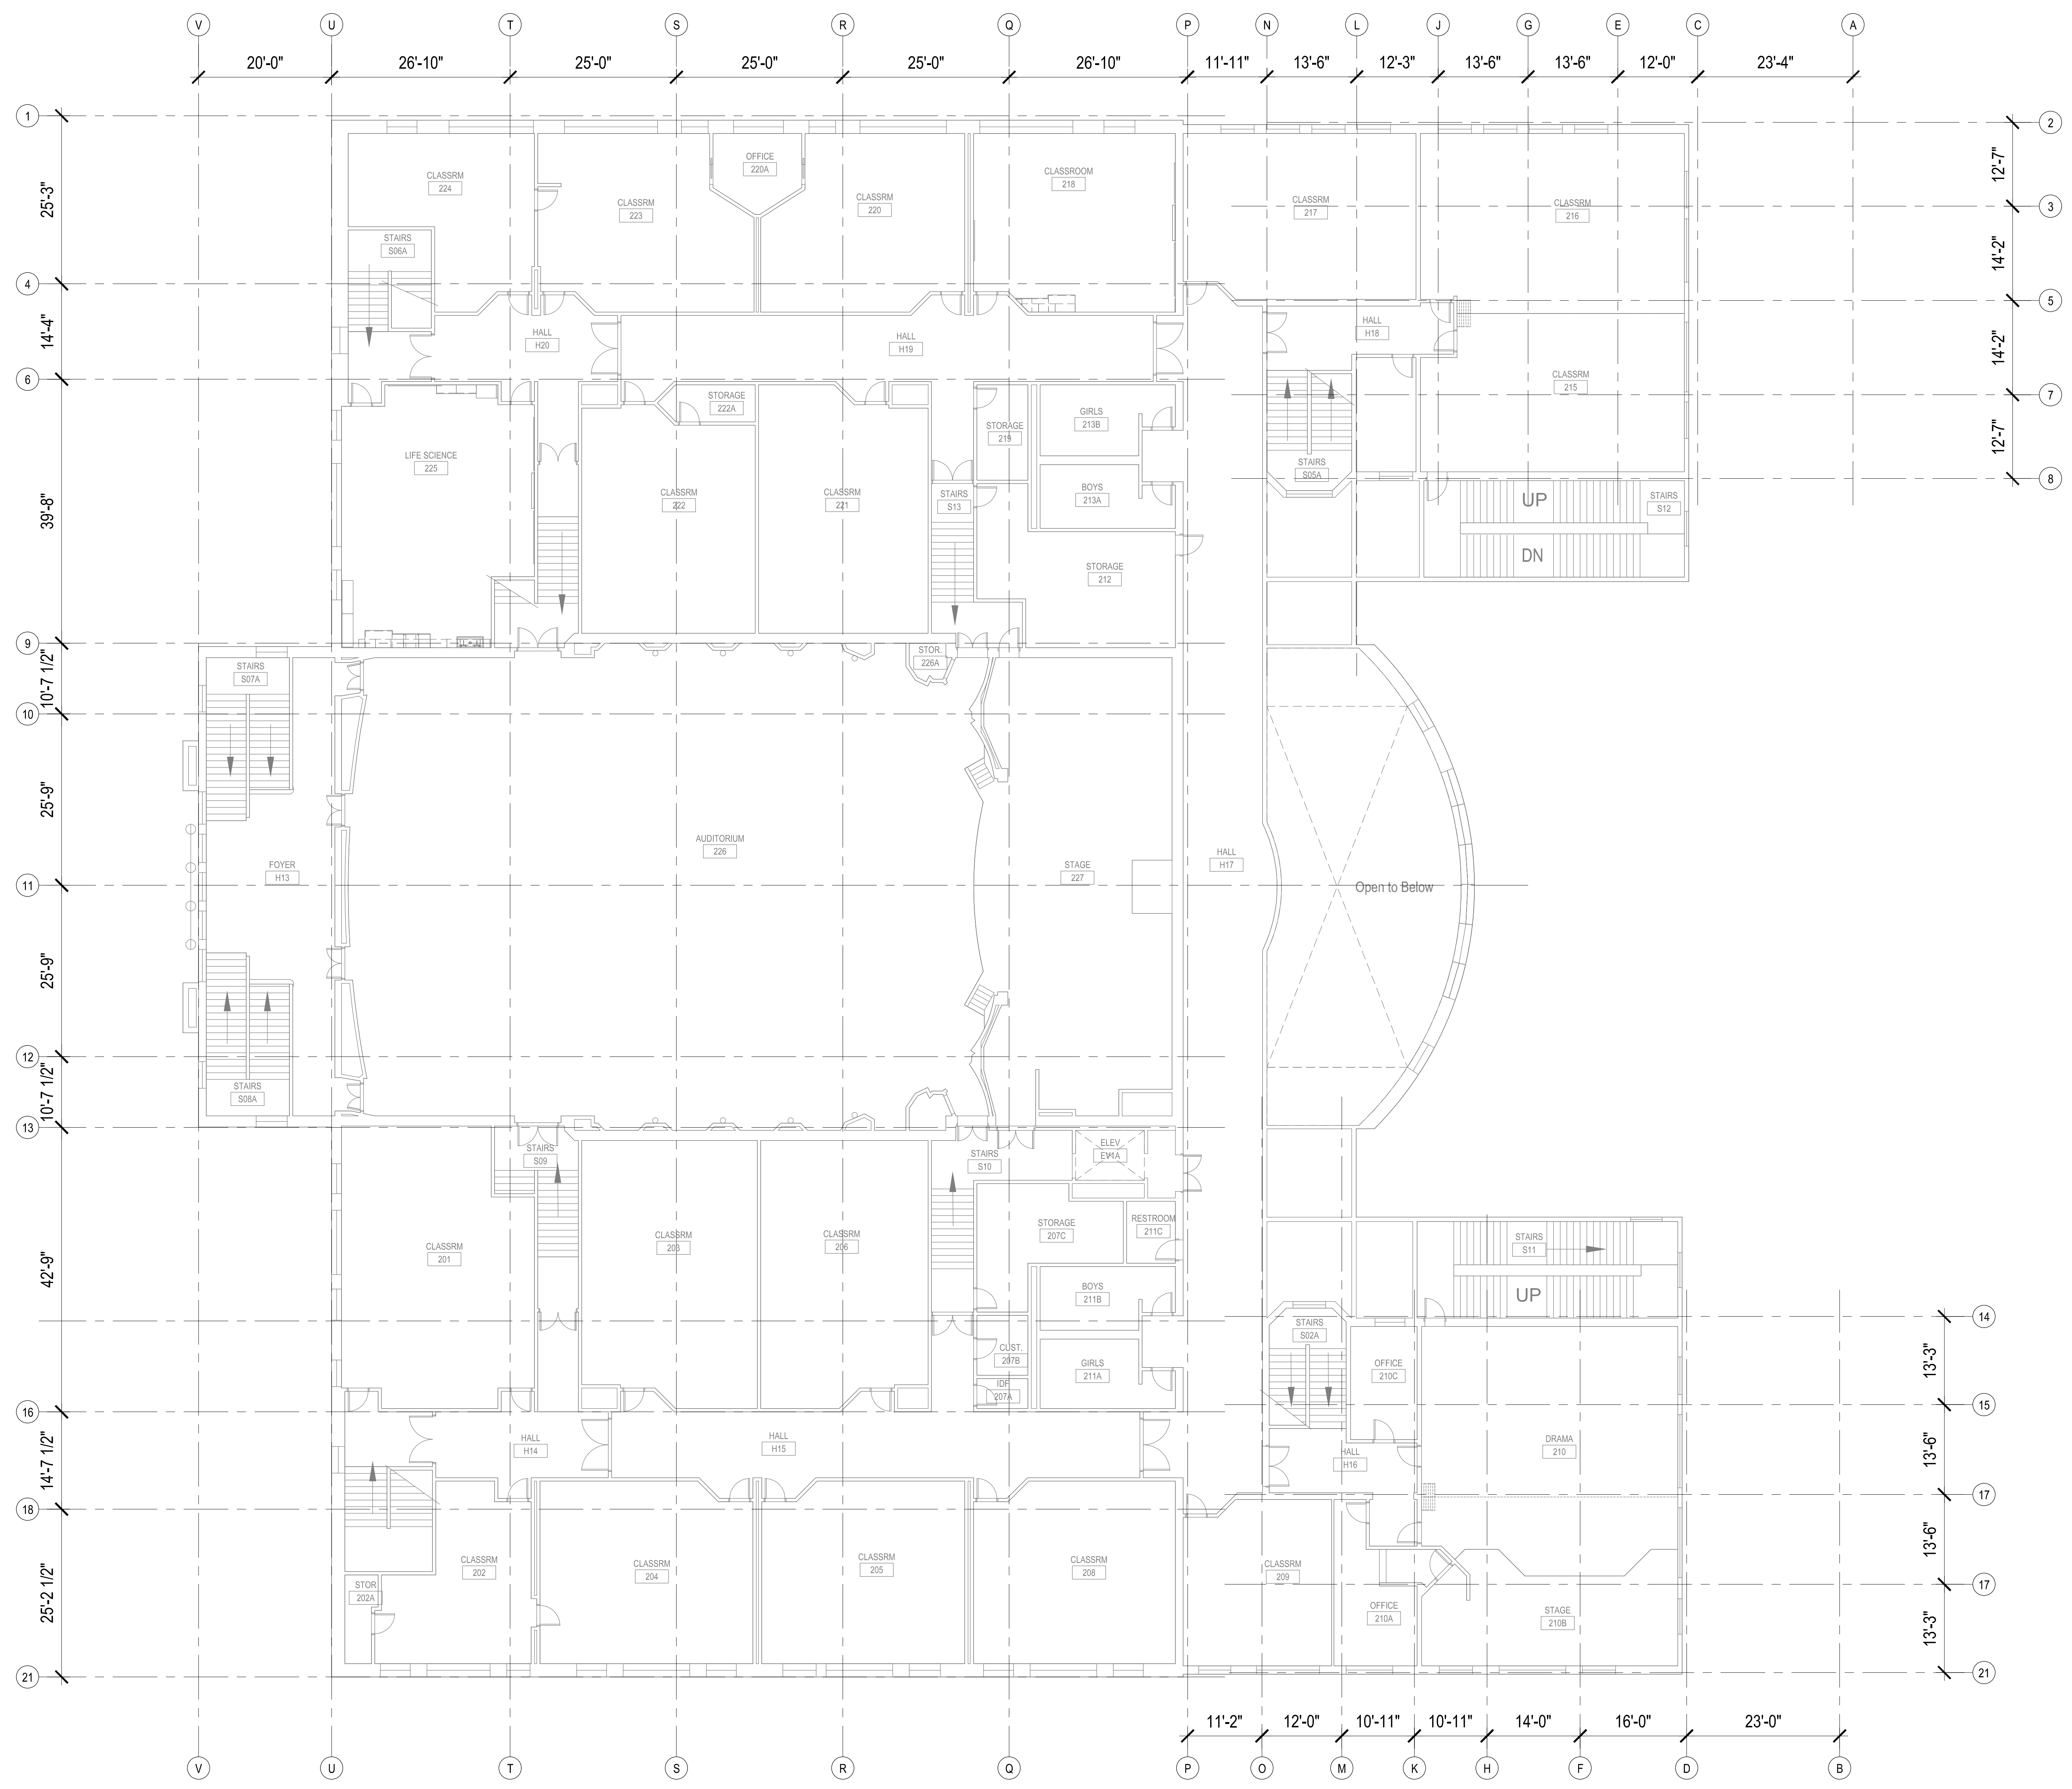 V U T S R Q P N L J G E C A
20'-0" 26'-10" 25'-0" 25'-0" 25'-0" 26'-10" 11'-11" 13'-6" 12'-3" 13'-6" 13'-6" 12'-0" 23'-4"
1
2
25'-3"
12'-7"
CLASSRM
224
CLASSRM
223
OFFICE
220A
CLASSRM
220
CLASSROOM
218
CLASSRM
217
CLASSRM
216
3
STAIRS
S06A
14'-2"
4
5
14'-4"
HALL
H20
HALL
H19
HALL
H18
14'-2"
6
CLASSRM
215
7
STORAGE
222A
STORAGE
219
GIRLS
213B
12'-7"
LIFE SCIENCE
225
CLASSRM
222
CLASSRM
221
STAIRS
S13
BOYS
213A
STAIRS
S05A
8
39'-8"
UP
STAIRS
S12
DN
STORAGE
212
9
10'-7 1/2"
STAIRS
S07A
STOR.
226A
10
25'-9"
AUDITORIUM
226
FOYER
H13
STAGE
227
HALL
H17
11
Open to Below
25'-9"
12
10'-7 1/2"
STAIRS
S08A
13
STAIRS
S09
STAIRS
S10
ELEV
EV1A
42'-9"
CLASSRM
201
CLASSRM
203
CLASSRM
206
STORAGE
207C
RESTROOM
211C
STAIRS
S11
BOYS
211B
UP
14
STAIRS
S02A
CUST.
207B
GIRLS
211A
OFFICE
210C
13'-3"
IDF
207A
16
15
14'-7 1/2"
HALL
H14
HALL
H15
HALL
H16
DRAMA
210
13'-6"
18
17
CLASSRM
202
CLASSRM
204
CLASSRM
205
CLASSRM
208
CLASSRM
209
13'-6"
25'-2 1/2"
STOR
202A
17
OFFICE
210A
STAGE
210B
13'-3"
21
21
11'-2" 12'-0" 10'-11" 10'-11" 14'-0" 16'-0" 23'-0"
V U T S R Q P O M K H F D B